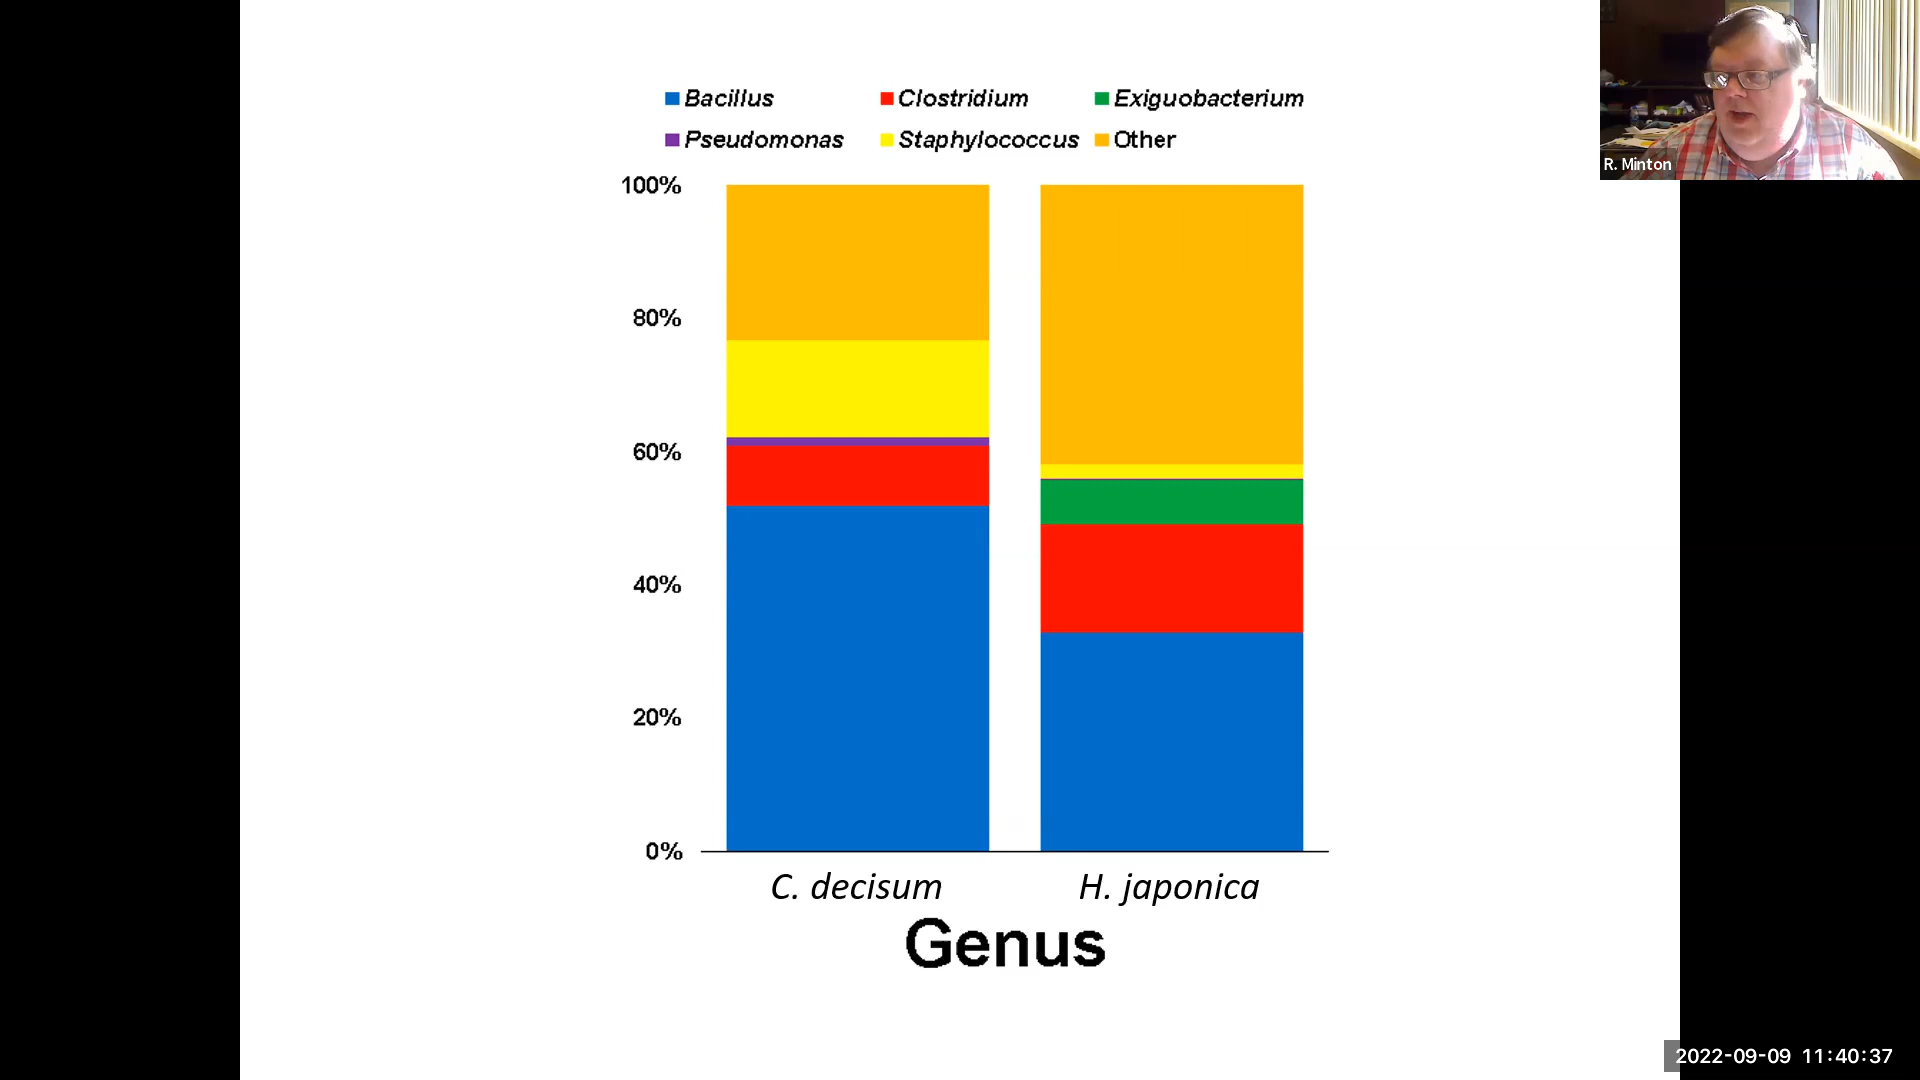 Bacillus Clostridium Exiguobacterium
Pseudomonas Staphylococcus Other
R. Minton
100%
80%
60%
40%
20%
0%
C. decisum H. japonica
Genus
2022-09-09 11:40:37